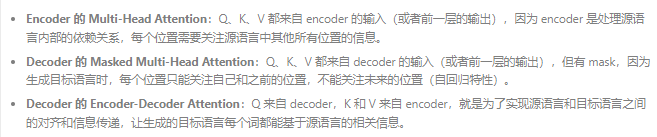 • Encoder 的 Multi-Head Attention：Q、K、V 都来自 encoder 的输入（或者前一层的输出），因为 encoder 是处理源语
言内部的依赖关系，每个位置需要关注源语言中其他所有位置的信息。
• Decoder 的 Masked Multi-Head Attention：Q、K、V 都来自 decoder 的输入（或者前一层的输出），但有 mask，因为
生成目标语言时，每个位置只能关注自己和之前的位置，不能关注未来的位置（自回归特性）。
• Decoder 的 Encoder-Decoder Attention：Q 来自 decoder，K 和 V 来自 encoder，就是为了实现源语言和目标语言之间
的对齐和信息传递，让生成的目标语言每个词都能基于源语言的相关信息。